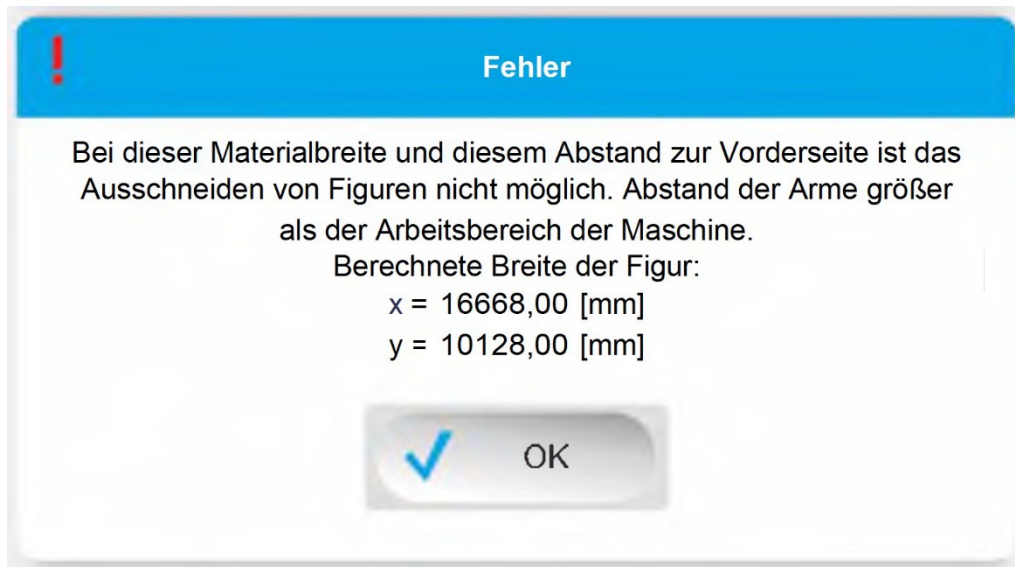 !
Fehler
Bei dieser Materialbreite und diesem Abstand zur Vorderseite ist das
Ausschneiden von Figuren nicht möglich. Abstand der Arme größer
als der Arbeitsbereich der Maschine.
Berechnete Breite der Figur:
x = 16668,00 [mm]
y = 10128,00 [mm]
OK